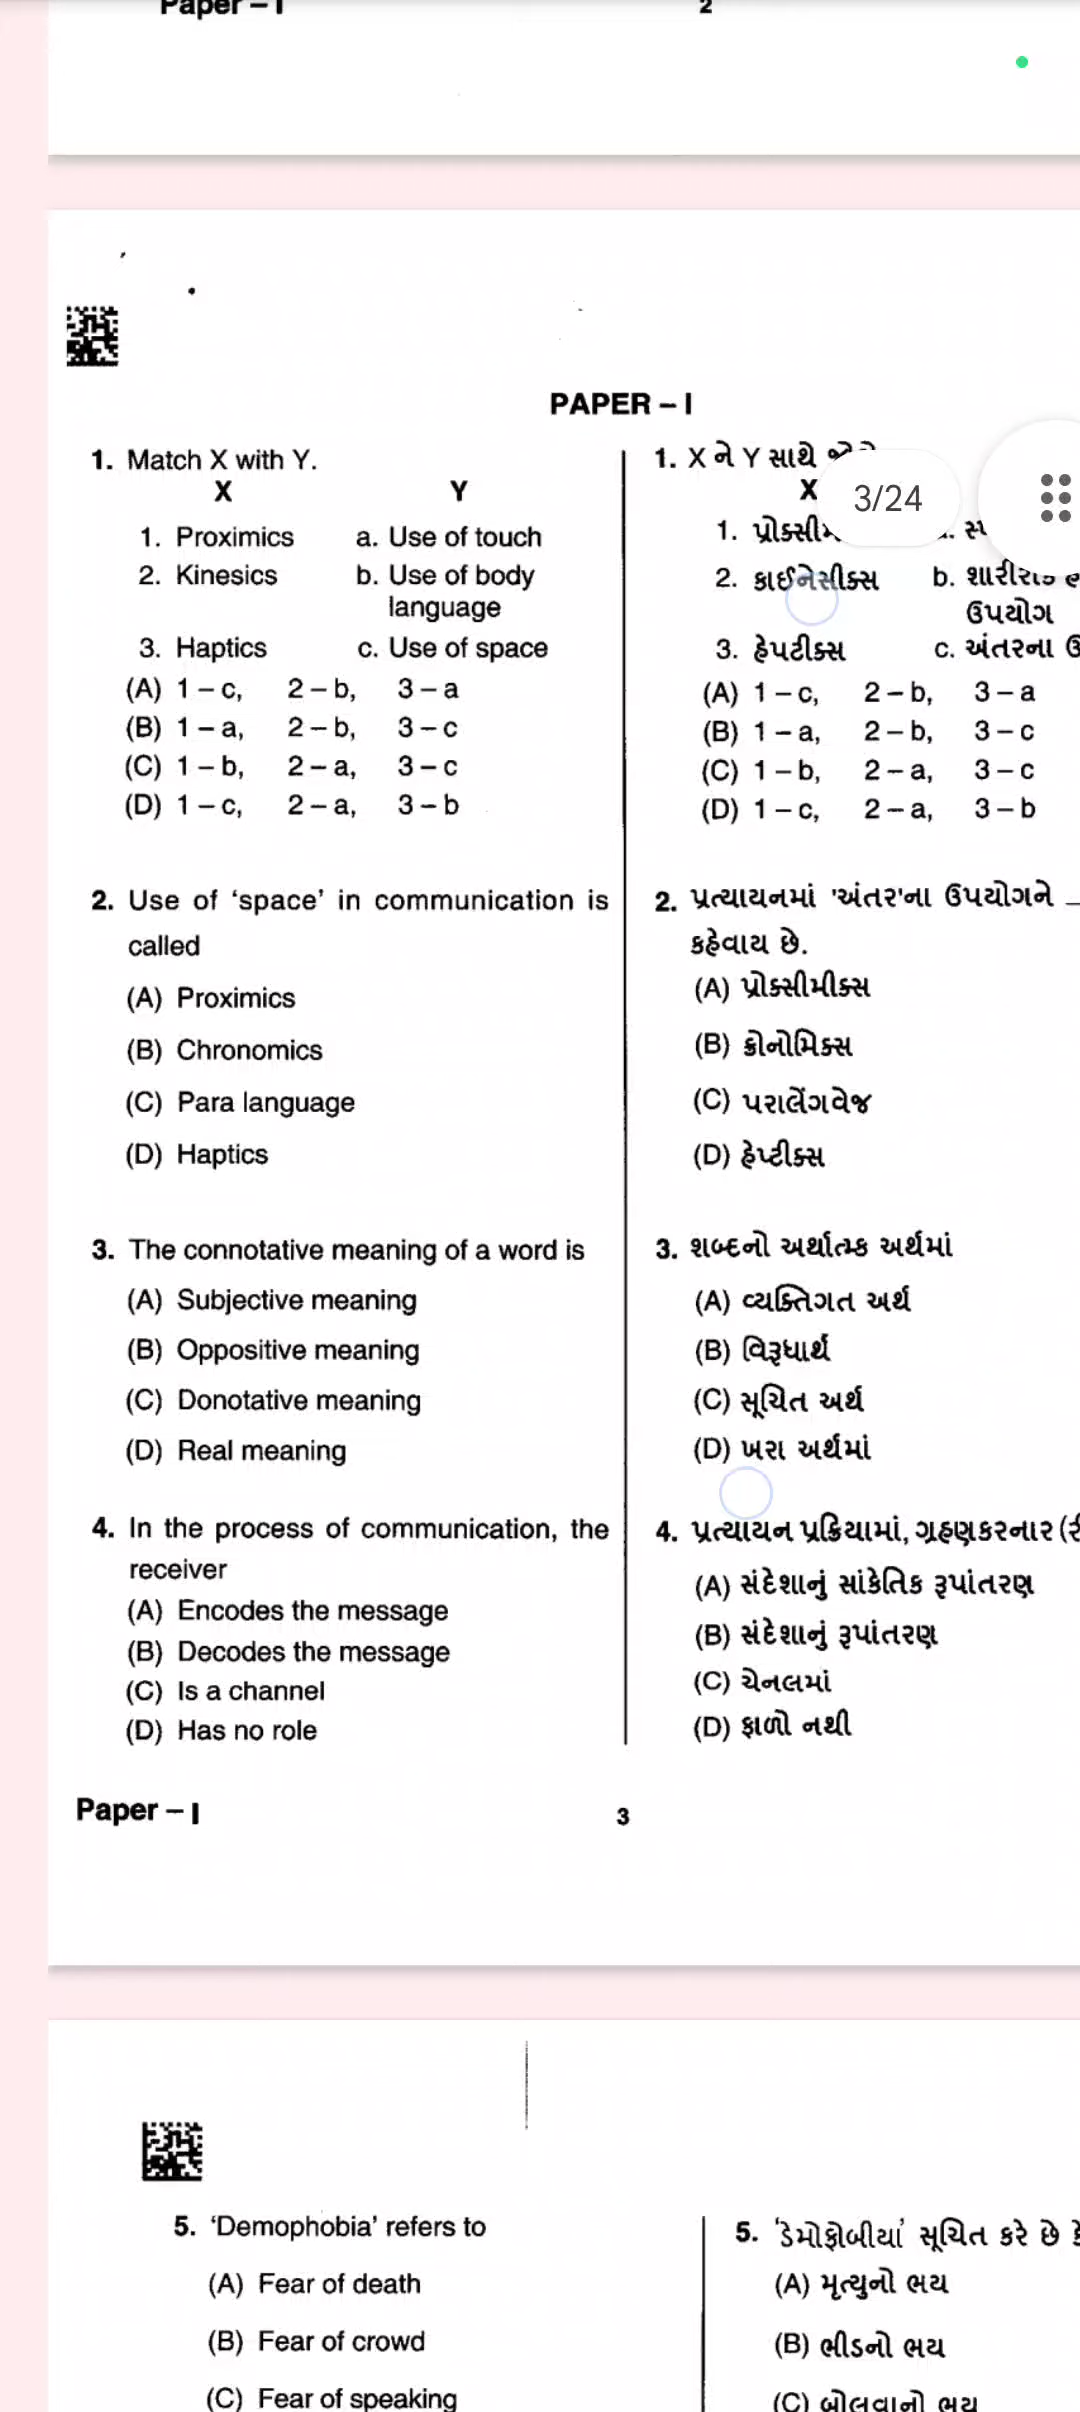 Paper – I
2
PAPER – I
1. Match X with Y.
X Y
1. Proximics a. Use of touch
2. Kinesics b. Use of body
language
3. Haptics c. Use of space
(A) 1 – c, 2 – b, 3 – a
(B) 1 – a, 2 – b, 3 – c
(C) 1 – b, 2 – a, 3 – c
(D) 1 – c, 2 – a, 3 – b
2. Use of ‘space’ in communication is
called
(A) Proximics
(B) Chronomics
(C) Para language
(D) Haptics
3. The connotative meaning of a word is
(A) Subjective meaning
(B) Oppositive meaning
(C) Donotative meaning
(D) Real meaning
4. In the process of communication, the
receiver
(A) Encodes the message
(B) Decodes the message
(C) Is a channel
(D) Has no role
1. X ને Y સાથે
X
3/24
1.
2. કાઈનેસીક્સ b.
ઉપયોગ
3. હેપટીક્સ c. અંતરના
(A) 1 – c, 2 – b, 3 – a
(B) 1 – a, 2 – b, 3 – c
(C) 1 – b, 2 – a, 3 – c
(D) 1 – c, 2 – a, 3 – b
2. પ્રત્યાયનમાં 'અંતર'ના ઉપયોગને
કહેવાય છે.
(A) પ્રોક્સીમીક્સ
(B) ક્રોનોમિક્સ
(C) પરાલેંગવેજ
(D) હેપ્ટીક્સ
3. શબ્દનો અર્થાત્મક અર્થમાં
(A) વ્યક્તિગત અર્થ
(B) વિરૂધાર્થ
(C) સૂચિત અર્થ
(D) ખરા અર્થમાં
4. પ્રત્યાયન પ્રક્રિયામાં, ગ્રહણકરનાર
(A) સંદેશાનું સાંકેતિક રૂપાંતરણ
(B) સંદેશાનું રૂપાંતરણ
(C) ચેનલમાં
(D) ફાળો નથી
Paper – I
3
5. ‘Demophobia’ refers to
(A) Fear of death
(B) Fear of crowd
(C) Fear of speaking
5. 'ડેમોફોબીયા' સૂચિત કરે છે
(A) મૃત્યુનો ભય
(B) ભીડનો ભય
(C) બોલવાનો ભય